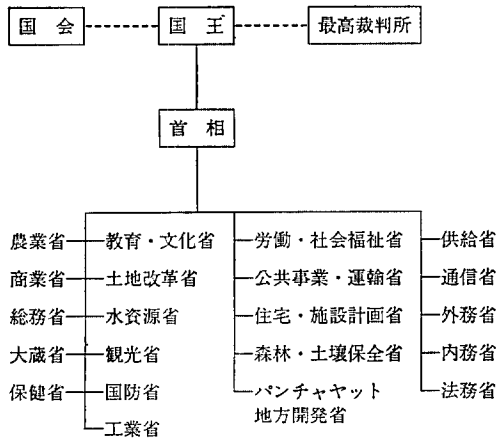 国会 国王 最高裁判所
首相
農業省 教育・文化省 労働・社会福祉省 供給省
商業省 土地改革省 公共事業・運輸省 通信省
総務省 水資源省 住宅・施設計画省 外務省
大蔵省 観光省 森林・土壌保全省 内務省
保健省 国防省 パンチャヤット 法務省
地方開発省
工業省